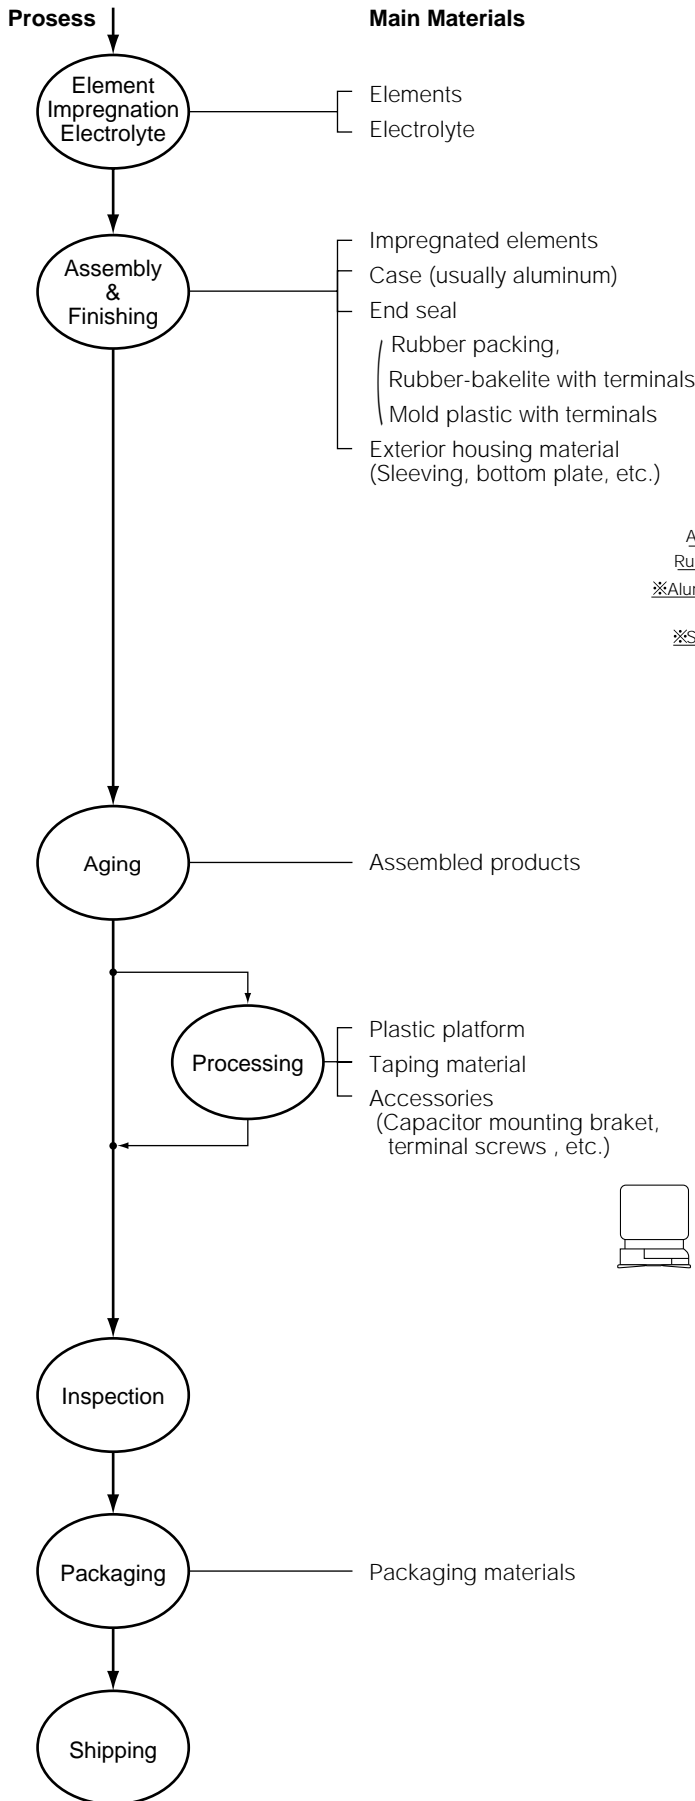 Prosess
Main Materials
Element
Impregnation
Electrolyte
Elements
Electrolyte
Assembly
&
Finishing
Impregnated elements
Case (usually aluminum)
End seal
Rubber packing,
Rubber-bakelite with terminals
Mold plastic with terminals
Exterior housing material
(Sleeving, bottom plate, etc.)
A
Ru
※Alu
※S
Aging
Assembled products
Processing
Plastic platform
Taping material
Accessories
(Capacitor mounting braket,
terminal screws , etc.)
Inspection
Packaging
Packaging materials
Shipping